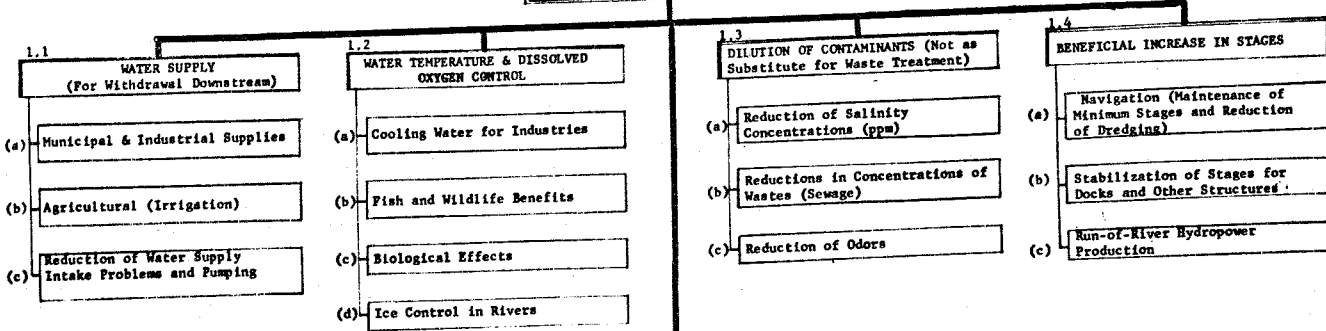 1.1
WATER SUPPLY
(For Withdrawal Downstream)
(a) Municipal & Industrial Supplies
(b) Agricultural (Irrigation)
(c) Reduction of Water Supply
Intake Problems and Pumping
1.2
WATER TEMPERATURE & DISSOLVED
OXYGEN CONTROL
(a) Cooling Water for Industries
(b) Fish and Wildlife Benefits
(c) Biological Effects
(d) Ice Control in Rivers
1.3
DILUTION OF CONTAMINANTS (Not as
Substitute for Waste Treatment)
(a) Reduction of Salinity
Concentrations (ppm)
(b) Reductions in Concentrations of
Wastes (Sewage)
(c) Reduction of Odors
1.4
BENEFICIAL INCREASE IN STAGES
(a) Navigation (Maintenance of
Minimum Stages and Reduction
of Dredging)
(b) Stabilization of Stages for
Docks and Other Structures
(c) Run-of-River Hydropower
Production